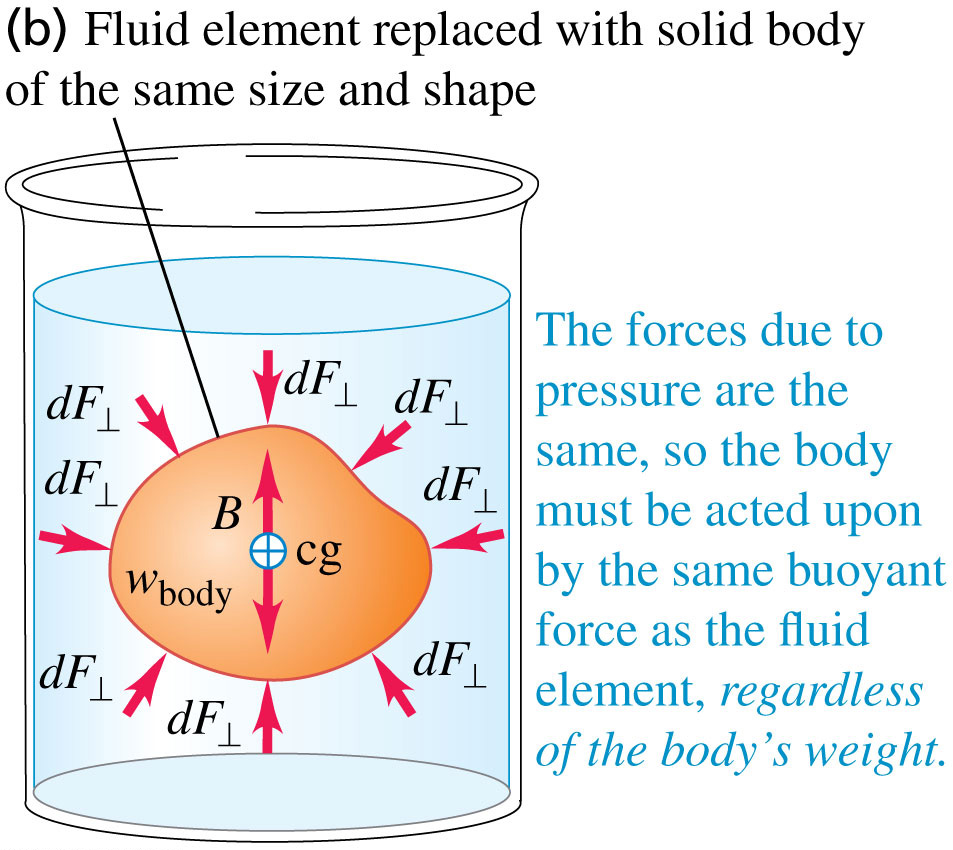 (b) Fluid element replaced with solid body
of the same size and shape
dF⊥
dF⊥
dF⊥
dF⊥
dF⊥
B
cg
w_body
dF⊥
dF⊥
dF⊥
The forces due to
pressure are the
same, so the body
must be acted upon
by the same buoyant
force as the fluid
element, regardless
of the body’s weight.